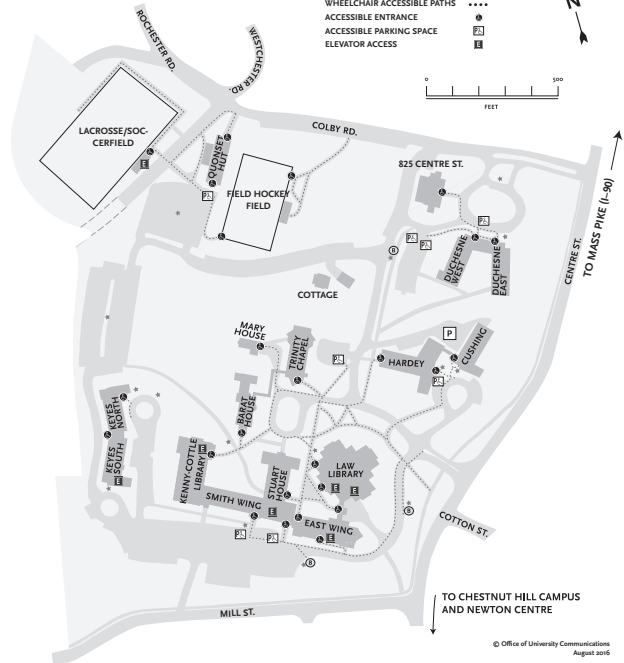 WHEELCHAIR ACCESSIBLE PATHS
ACCESSIBLE ENTRANCE
ACCESSIBLE PARKING SPACE
P
ELEVATOR ACCESS
E
N
0
500
FEET
ROCHESTER RD.
WESTCHESTER RD.
COLBY RD.
LACROSSE/SOC-
CERFIELD
E
QUONSET
HUT
P
FIELD HOCKEY
FIELD
825 CENTRE ST.
P
P
P
B
DUCHESNE
WEST
DUCHESNE
EAST
CENTRE ST.
TO MASS PIKE (I-90)
COTTAGE
MARY
HOUSE
TRINITY
CHAPEL
P
HARDEY
P
CUSHING
P
KEYES
NORTH
KEYES
SOUTH
E
BARAT
HOUSE
KENNY-COTTLE
LIBRARY
E
STUART
HOUSE
LAW
LIBRARY
E
E
SMITH WING
E
EAST WING
E
P
P
B
B
COTTON ST.
MILL ST.
TO CHESTNUT HILL CAMPUS
AND NEWTON CENTRE
© Office of University Communications
August 2016